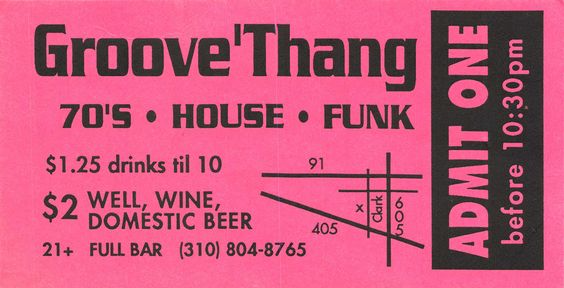 Groove'Thang
70'S • HOUSE • FUNK
$1.25 drinks til 10
$2 WELL, WINE,
DOMESTIC BEER
21+ FULL BAR (310) 804-8765
91
405
X
Clark
605
ADMIT ONE
before 10:30pm